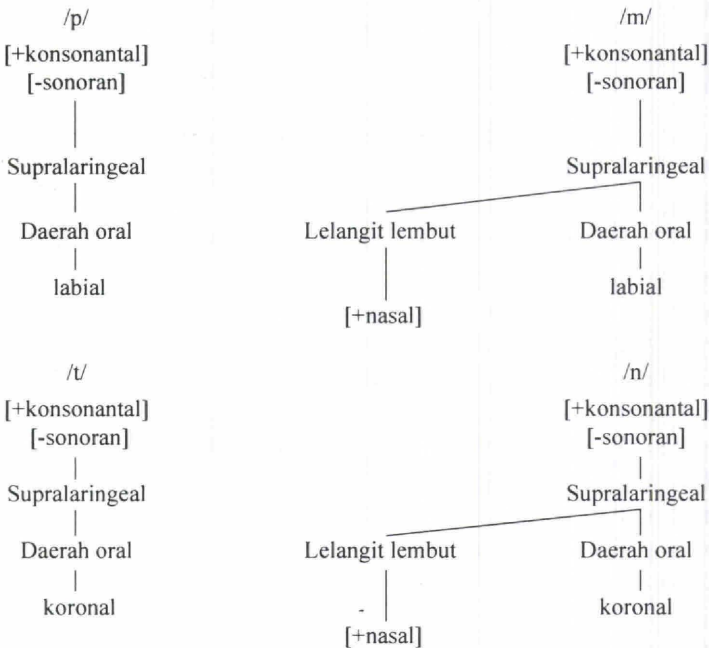 /p/ /m/
[+konsonantal] [+konsonantal]
[-sonoran] [-sonoran]
Supralaringeal Supralaringeal
Daerah oral Lelangit lembut Daerah oral
labial labial
[+nasal]
/t/ /n/
[+konsonantal] [+konsonantal]
[-sonoran] [-sonoran]
Supralaringeal Supralaringeal
Daerah oral Lelangit lembut Daerah oral
koronal koronal
[+nasal]